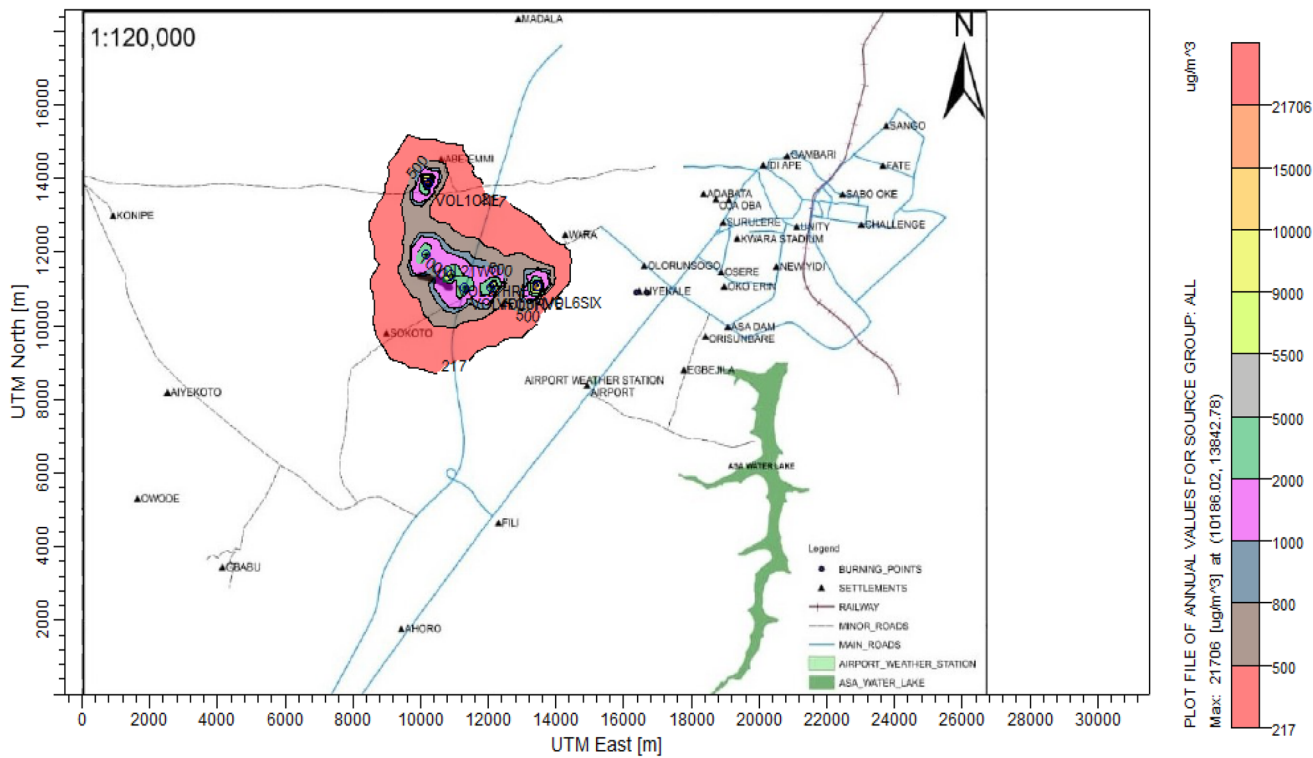 1:120,000
N
MADALA
SANGO
GAMBARI
IDI APE
FATE
ADABATA
OJA OBA
SABO OKE
KONIPE
SURULERE
UNITY
CHALLENGE
WARA
KWARA STADIUM
OLORUNSOGO
OSERE
NEW YIDI
OKO ERIN
500
SOKOTO
ASA DAM
ORISUNBARE
217
EGBEJILA
AIRPORT WEATHER STATION
AIRPORT
AIYEKOTO
ASA WATER LAKE
OWODE
FILI
GBABU
AHORO
Legend
BURNING_POINTS
SETTLEMENTS
RAILWAY
MINOR_ROADS
MAIN_ROADS
AIRPORT_WEATHER_STATION
ASA_WATER_LAKE
UTM North [m]
16000
14000
12000
10000
8000
6000
4000
2000
0 2000 4000 6000 8000 10000 12000 14000 16000 18000 20000 22000 24000 26000 28000 30000
UTM East [m]
PLOT FILE OF ANNUAL VALUES FOR SOURCE GROUP: ALL ug/m^3
Max: 21706 [ug/m^3] at (10186.02, 13842.78)
21706
15000
10000
9000
5500
5000
2000
1000
800
500
217